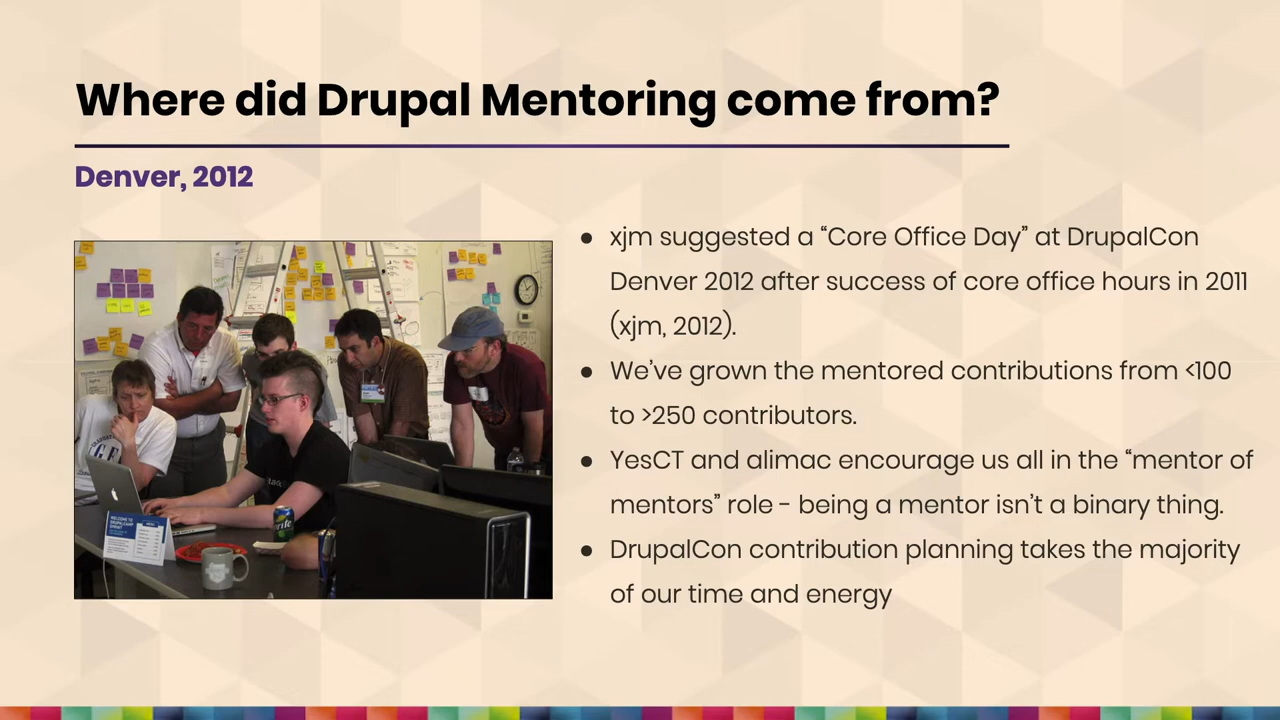 Where did Drupal Mentoring come from?
Denver, 2012
● xjm suggested a “Core Office Day” at DrupalCon
Denver 2012 after success of core office hours in 2011
(xjm, 2012).
● We’ve grown the mentored contributions from <100
to >250 contributors.
● YesCT and alimac encourage us all in the “mentor of
mentors” role - being a mentor isn’t a binary thing.
● DrupalCon contribution planning takes the majority
of our time and energy